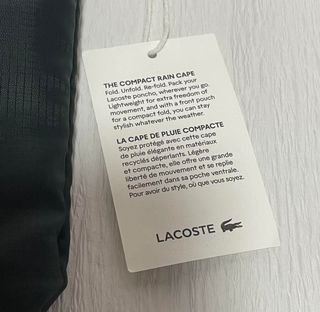 THE COMPACT RAIN CAPE
Fold. Unfold. Re-fold. Pack your
Lacoste poncho, wherever you go.
Lightweight for extra freedom of
movement, and with a front pouch
for a compact fold, you can stay
stylish whatever the weather.
LA CAPE DE PLUIE COMPACTE
Soyez protégé avec cette cape
de pluie élégante en matériaux
recyclés déperlants. Légère
et compacte, elle offre une grande
liberté de mouvement et se replie
facilement dans sa poche ventrale.
Pour avoir du style, où que vous soyez.
LACOSTE